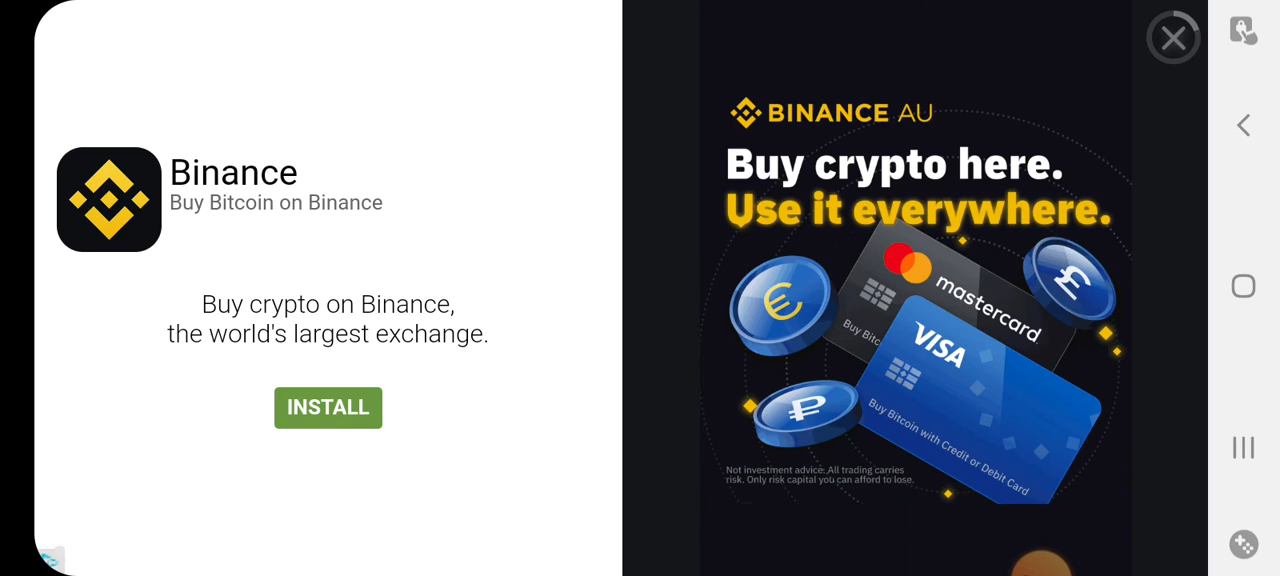 Binance
Buy Bitcoin on Binance
Buy crypto on Binance,
the world's largest exchange.
INSTALL
BINANCE AU
Buy crypto here.
Use it everywhere.
mastercard
Buy Bitc
VISA
Buy Bitcoin with Credit or Debit Card
Not investment advice: All trading carries
risk. Only risk capital you can afford to lose.